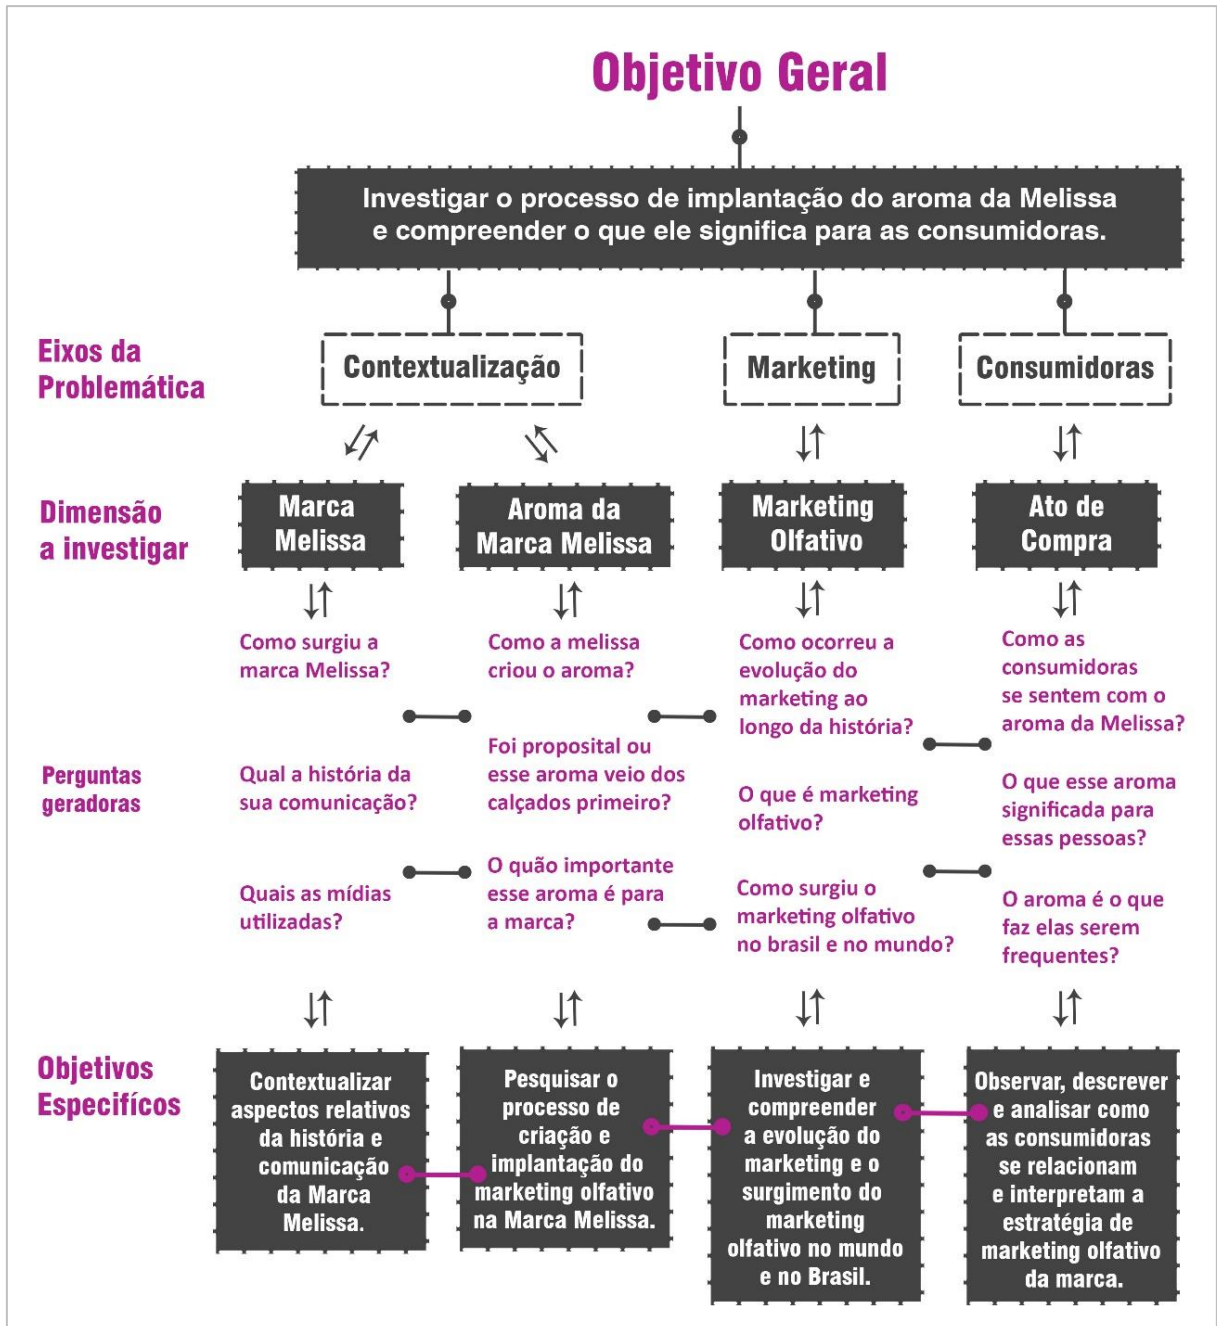 Objetivo Geral
Investigar o processo de implantação do aroma da Melissa
e compreender o que ele significa para as consumidoras.
Eixos da
Problemática
Contextualização
Marketing
Consumidoras
Dimensão
a investigar
Marca
Melissa
Aroma da
Marca Melissa
Marketing
Olfativo
Ato de
Compra
Perguntas
geradoras
Como surgiu a
marca Melissa?
Qual a história da
sua comunicação?
Quais as mídias
utilizadas?
Como a melissa
criou o aroma?
Foi proposital ou
esse aroma veio dos
calçados primeiro?
O quão importante
esse aroma é para
a marca?
Como ocorreu a
evolução do
marketing ao
longo da história?
O que é marketing
olfativo?
Como surgiu o
marketing olfativo
no brasil e no mundo?
Como as
consumidoras
se sentem com o
aroma da Melissa?
O que esse aroma
significada para
essas pessoas?
O aroma é o que
faz elas serem
frequentes?
Objetivos
Especifícos
Contextualizar
aspectos relativos
da história e
comunicação
da Marca
Melissa.
Pesquisar o
processo de
criação e
implantação do
marketing olfativo
na Marca Melissa.
Investigar e
compreender
a evolução do
marketing e o
surgimento do
marketing
olfativo no mundo
e no Brasil.
Observar, descrever
e analisar como
as consumidoras
se relacionam
e interpretam a
estratégia de
marketing olfativo
da marca.